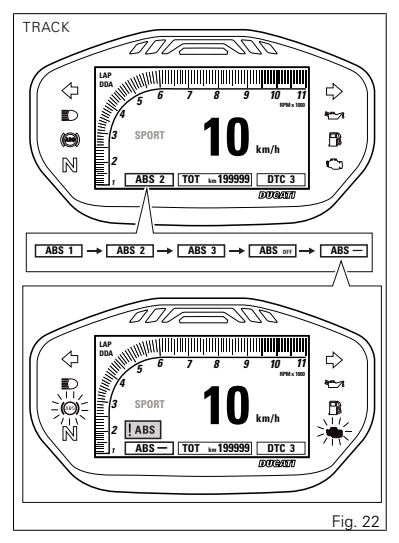 TRACK
LAP
DDA
1 2 3 4 5 6 7 8 9 10 11
RPM x 1000
ABS
N
SPORT
10 km/h
ABS 2 TOT km 199999 DTC 3
DUCATI
ABS 1 ABS 2 ABS 3 ABS OFF ABS —
LAP
DDA
1 2 3 4 5 6 7 8 9 10 11
RPM x 1000
ABS
N
SPORT
10 km/h
! ABS
ABS — TOT km 199999 DTC 3
DUCATI
Fig. 22